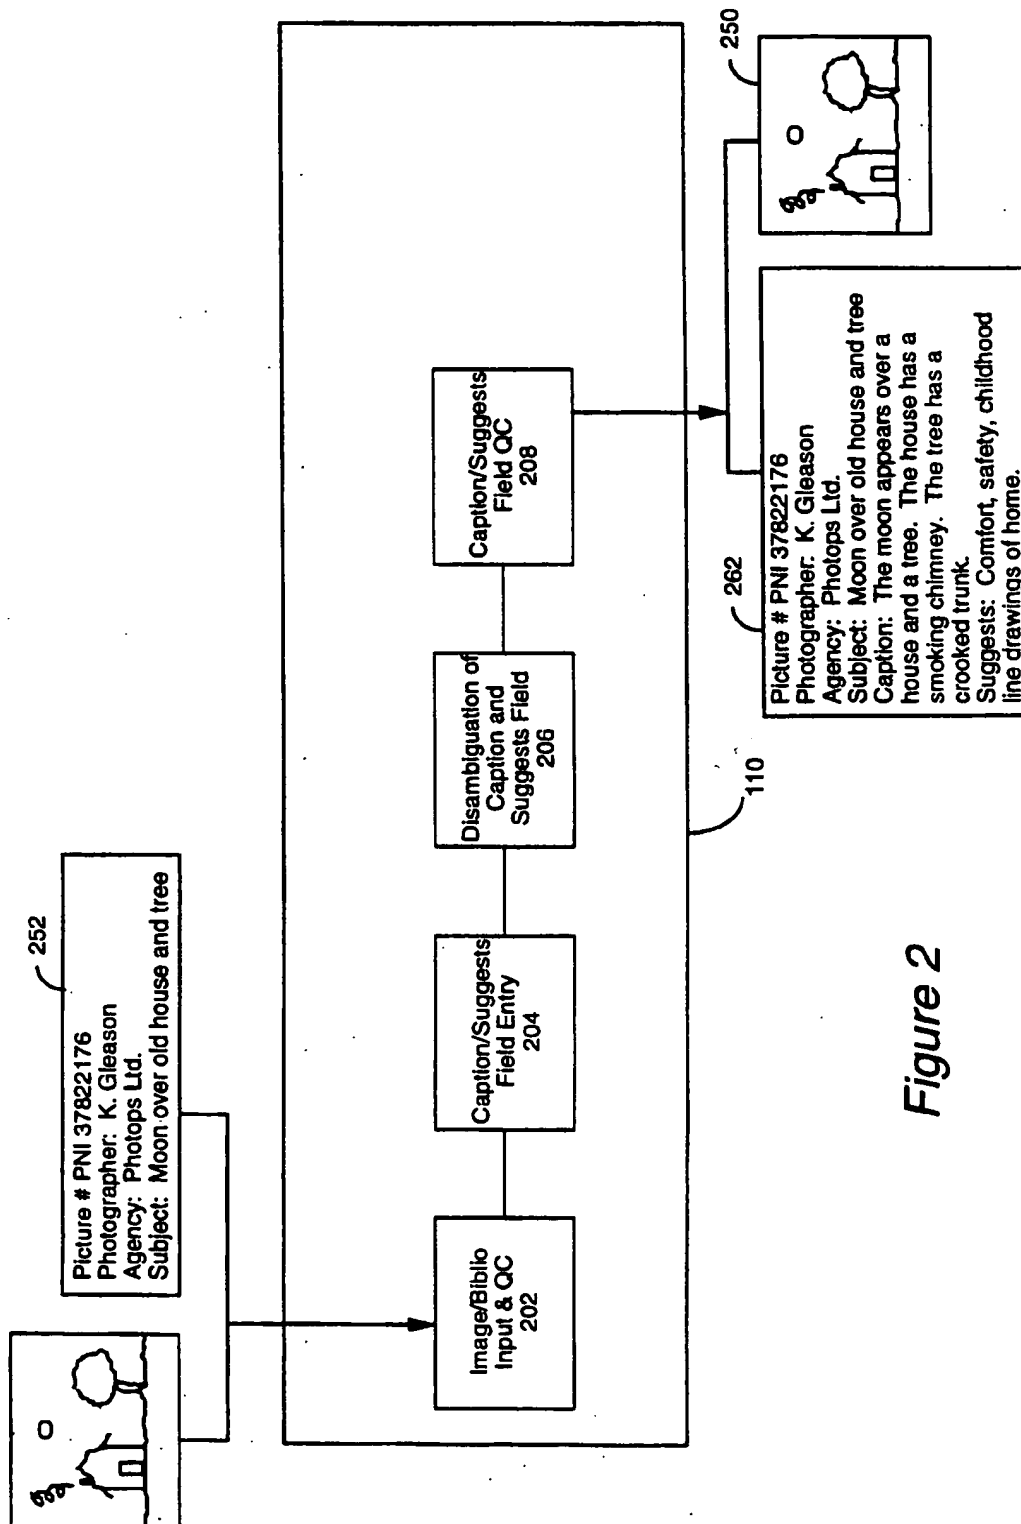 252
Picture # PNI 37822176
Photographer: K. Gleason
Agency: Photops Ltd.
Subject: Moon over old house and tree
Image/Biblio
Input & QC
202
Caption/Suggests
Field Entry
204
Disambiguation of
Caption and
Suggests Field
206
Caption/Suggests
Field QC
208
110
262
Picture # PNI 37822176
Photographer: K. Gleason
Agency: Photops Ltd.
Subject: Moon over old house and tree
Caption: The moon appears over a
house and a tree. The house has a
smoking chimney. The tree has a
crooked trunk.
Suggests: Comfort, safety, childhood
line drawings of home.
250
Figure 2